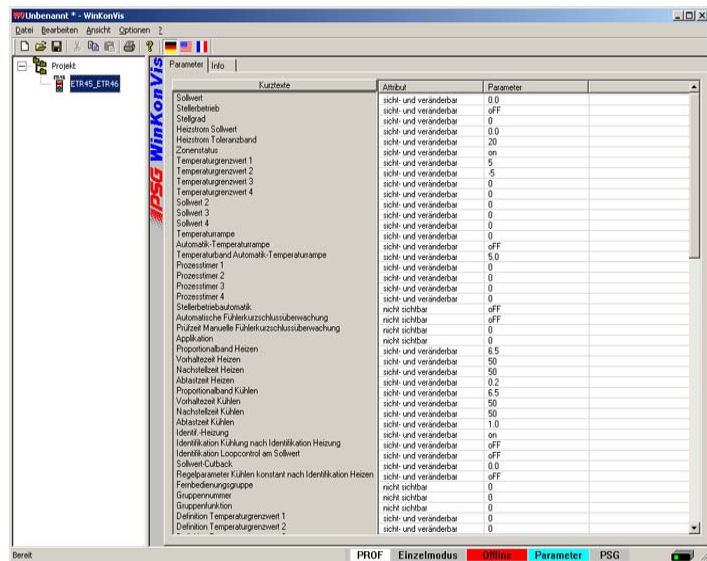 Unbenannt * - WinKonVis
Datei Bearbeiten Ansicht Optionen ?
Projekt
ETR45_ETR46
PSG WinKonVis
Parameter Info
Kurztexte Attribut Parameter
Sollwert sicht- und veränderbar 0.0
Stellerbetrieb sicht- und veränderbar oFF
Stellgrad sicht- und veränderbar 0
Heizstrom Sollwert sicht- und veränderbar 0.0
Heizstrom Toleranzband sicht- und veränderbar 20
Zonenstatus sicht- und veränderbar on
Temperaturgrenzwert 1 sicht- und veränderbar 5
Temperaturgrenzwert 2 sicht- und veränderbar -5
Temperaturgrenzwert 3 sicht- und veränderbar 0
Temperaturgrenzwert 4 sicht- und veränderbar 0
Sollwert 2 sicht- und veränderbar 0
Sollwert 3 sicht- und veränderbar 0
Sollwert 4 sicht- und veränderbar 0
Temperaturrampe sicht- und veränderbar 0
Automatik-Temperaturrampe sicht- und veränderbar oFF
Temperaturband Automatik-Temperaturrampe sicht- und veränderbar 5.0
Prozesstimer 1 sicht- und veränderbar 0
Prozesstimer 2 sicht- und veränderbar 0
Prozesstimer 3 sicht- und veränderbar 0
Prozesstimer 4 sicht- und veränderbar 0
Stellerbetriebautomatik nicht sichtbar oFF
Automatische Fühlerkurzschlussüberwachung nicht sichtbar oFF
Prüfzeit Manuelle Fühlerkurzschlussüberwachung nicht sichtbar 0
Applikation nicht sichtbar 0
Proportionalband Heizen sicht- und veränderbar 6.5
Vorhaltezeit Heizen sicht- und veränderbar 50
Nachstellzeit Heizen sicht- und veränderbar 50
Abtastzeit Heizen sicht- und veränderbar 0.2
Proportionalband Kühlen sicht- und veränderbar 6.5
Vorhaltezeit Kühlen sicht- und veränderbar 50
Nachstellzeit Kühlen sicht- und veränderbar 50
Abtastzeit Kühlen sicht- und veränderbar 1.0
Identif.-Heizung sicht- und veränderbar on
Identifikation Kühlung nach Identifikation Heizung sicht- und veränderbar oFF
Identifikation Loopcontrol am Sollwert sicht- und veränderbar oFF
Sollwert-Cutback sicht- und veränderbar 0.0
Regelparameter Kühlen konstant nach Identifikation Heizen sicht- und veränderbar oFF
Fernbedienungsgruppe nicht sichtbar 0
Gruppennummer nicht sichtbar 0
Gruppenfunktion nicht sichtbar 0
Definition Temperaturgrenzwert 1 sicht- und veränderbar 0
Definition Temperaturgrenzwert 2 sicht- und veränderbar 0
Bereit PROF Einzelmodus Offline Parameter PSG